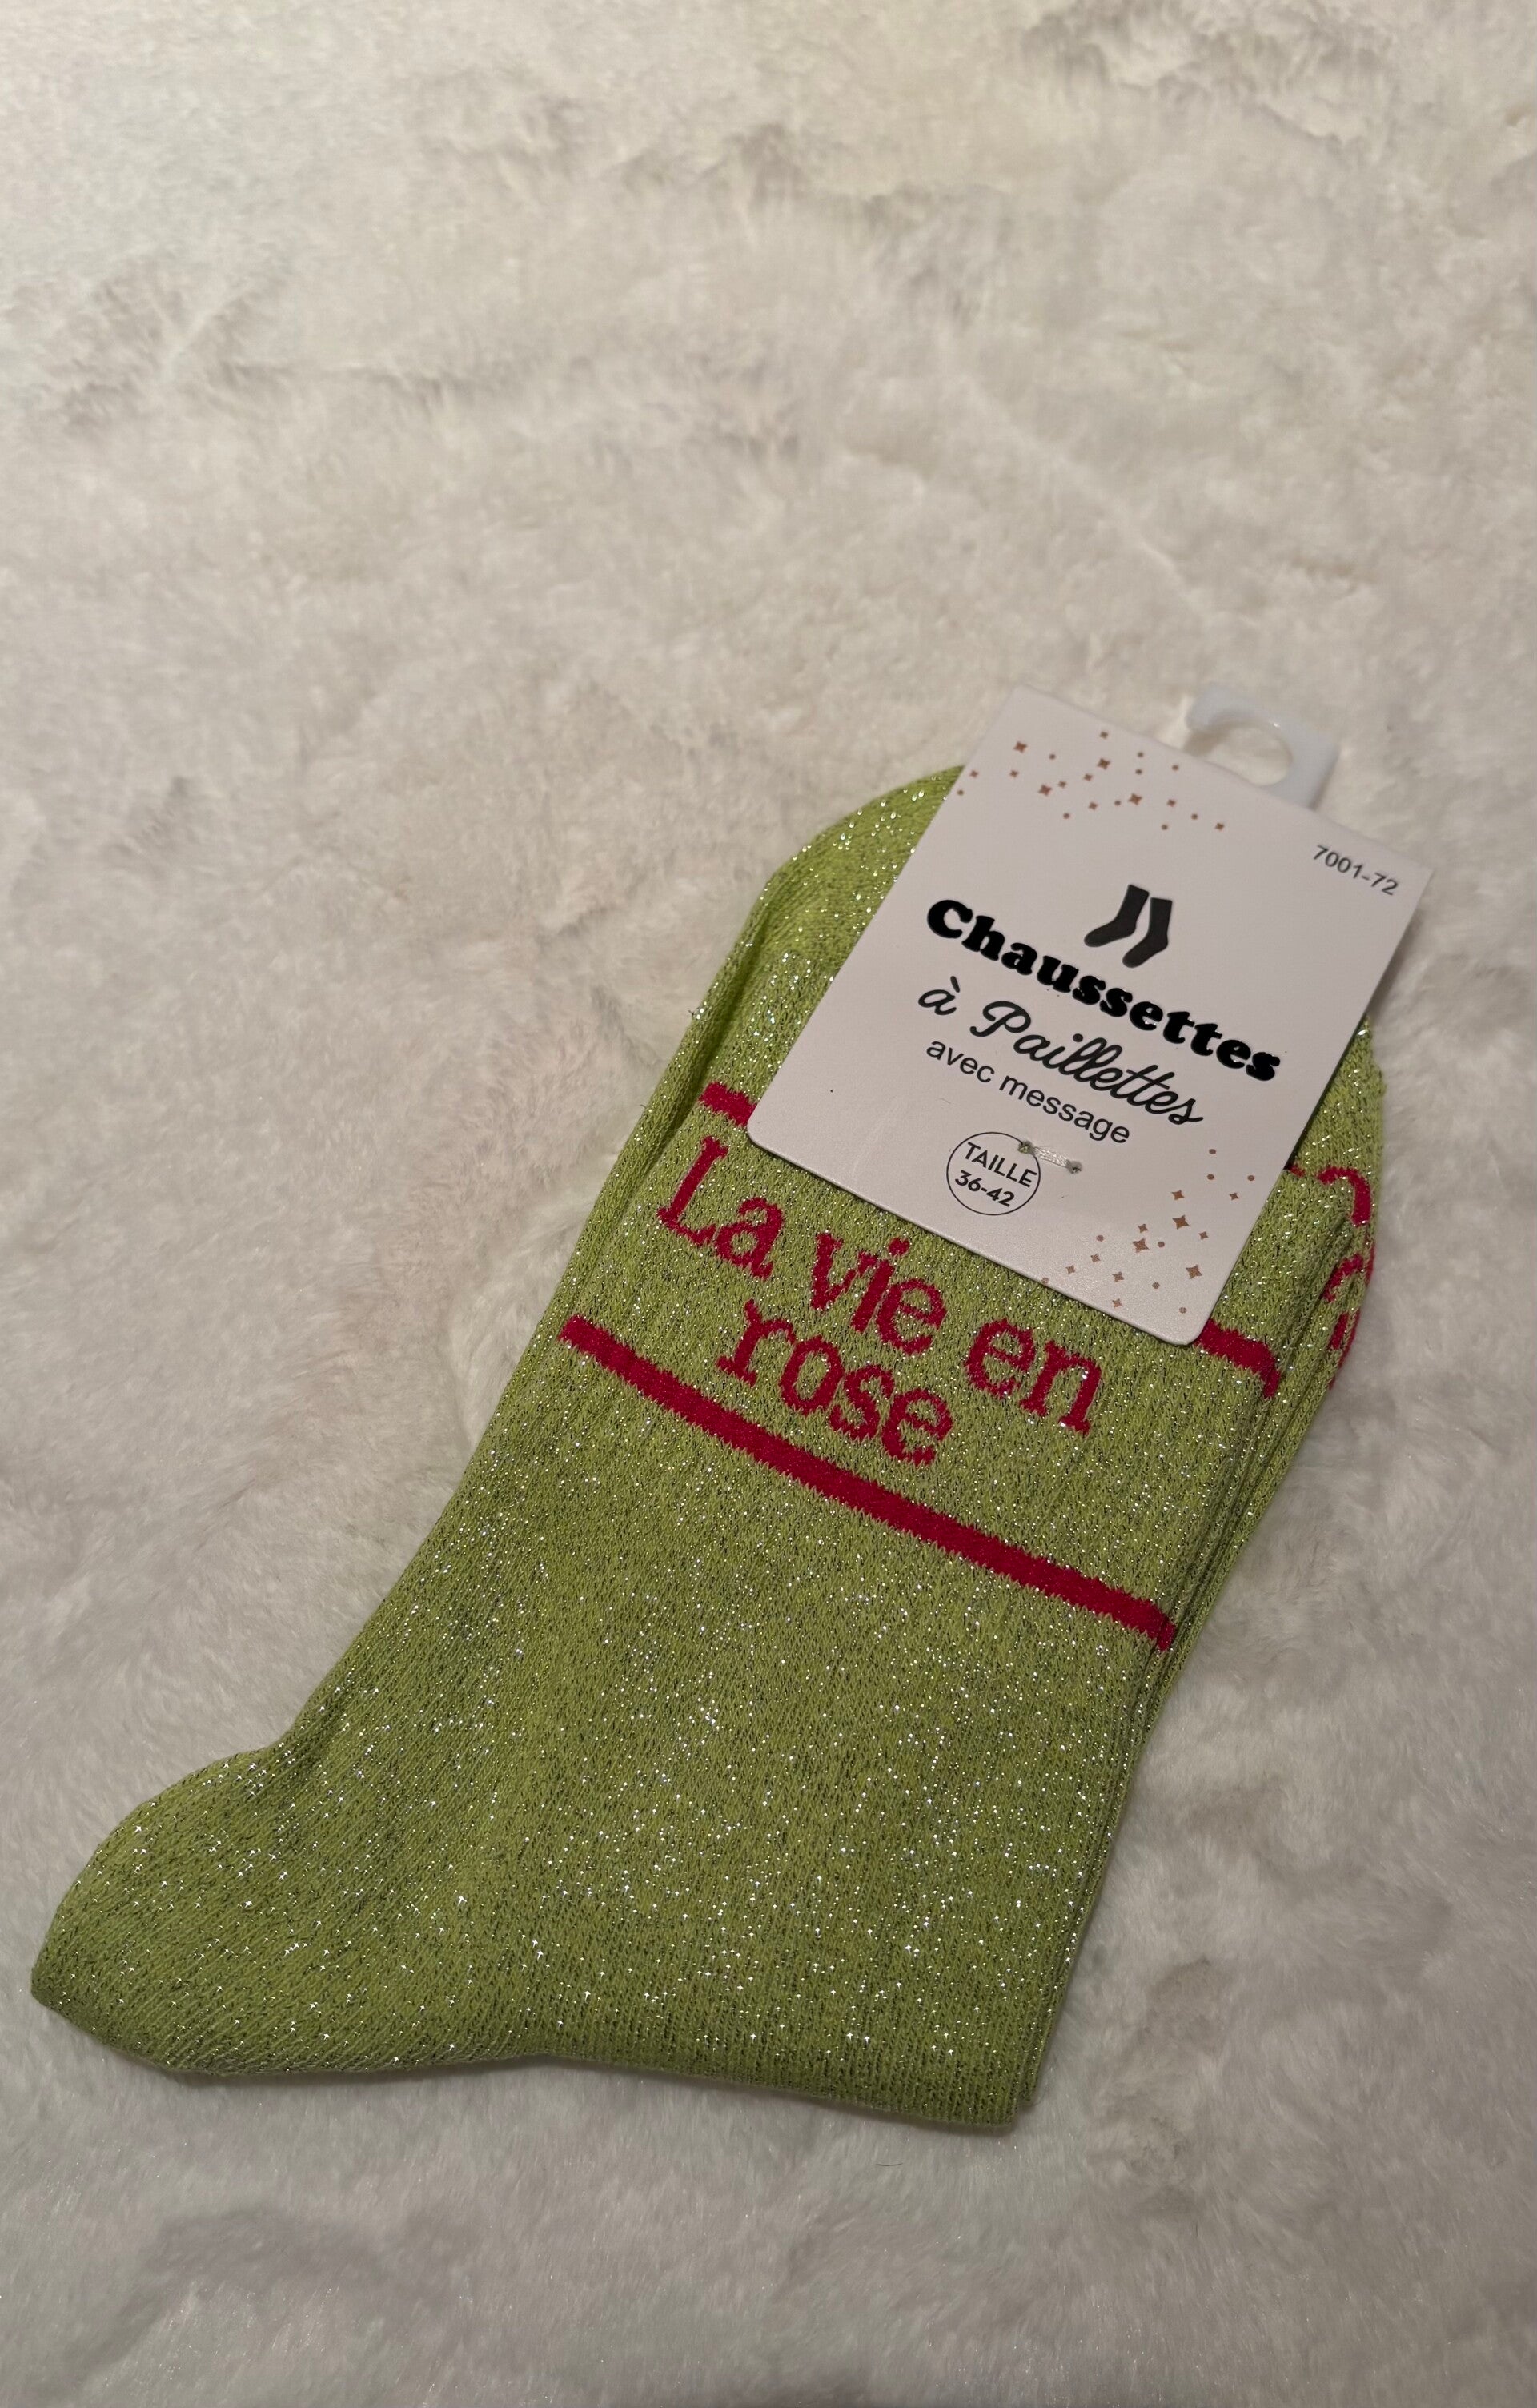 7001-72
Chaussettes
à Paillettes
avec message
TAILLE
36-42
La vie en
rose